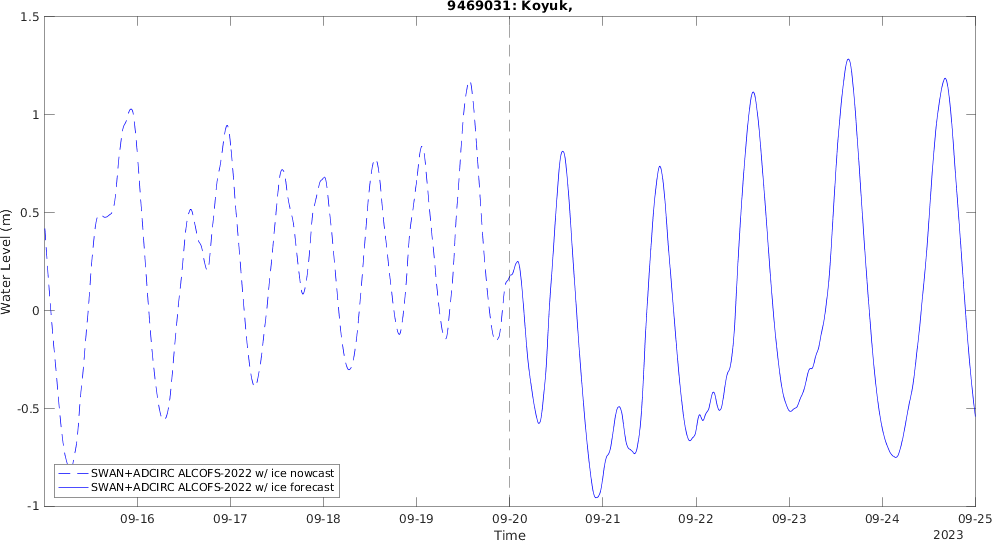 9469031: Koyuk,
1.5
1
0.5
0
-0.5
-1
Water Level (m)
SWAN+ADCIRC ALCOFS-2022 w/ ice nowcast
SWAN+ADCIRC ALCOFS-2022 w/ ice forecast
09-16 09-17 09-18 09-19 09-20 09-21 09-22 09-23 09-24 09-25
Time
2023